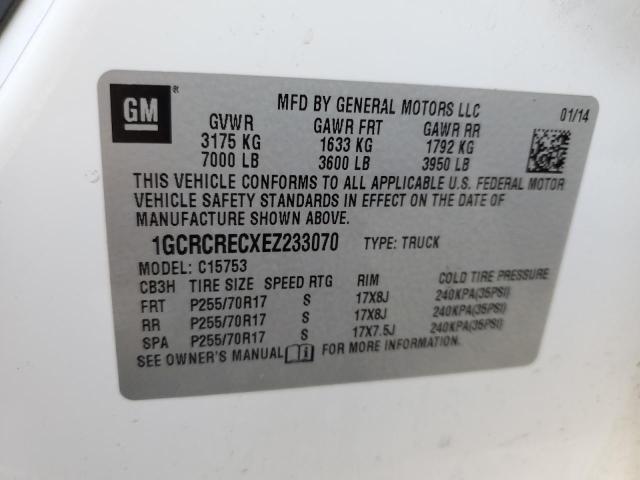 GM
MFD BY GENERAL MOTORS LLC 01/14
GVWR GAWR FRT GAWR RR
3175 KG 1633 KG 1792 KG
7000 LB 3600 LB 3950 LB
THIS VEHICLE CONFORMS TO ALL APPLICABLE U.S. FEDERAL MOTOR
VEHICLE SAFETY STANDARDS IN EFFECT ON THE DATE OF
MANUFACTURE SHOWN ABOVE.
1GCRCRECXEZ233070 TYPE: TRUCK
MODEL: C15753
CB3H TIRE SIZE SPEED RTG RIM COLD TIRE PRESSURE
FRT P255/70R17 S 17X8J 240KPA(35PSI)
RR P255/70R17 S 17X8J 240KPA(35PSI)
SPA P255/70R17 S 17X7.5J 240KPA(35PSI)
SEE OWNER'S MANUAL FOR MORE INFORMATION.